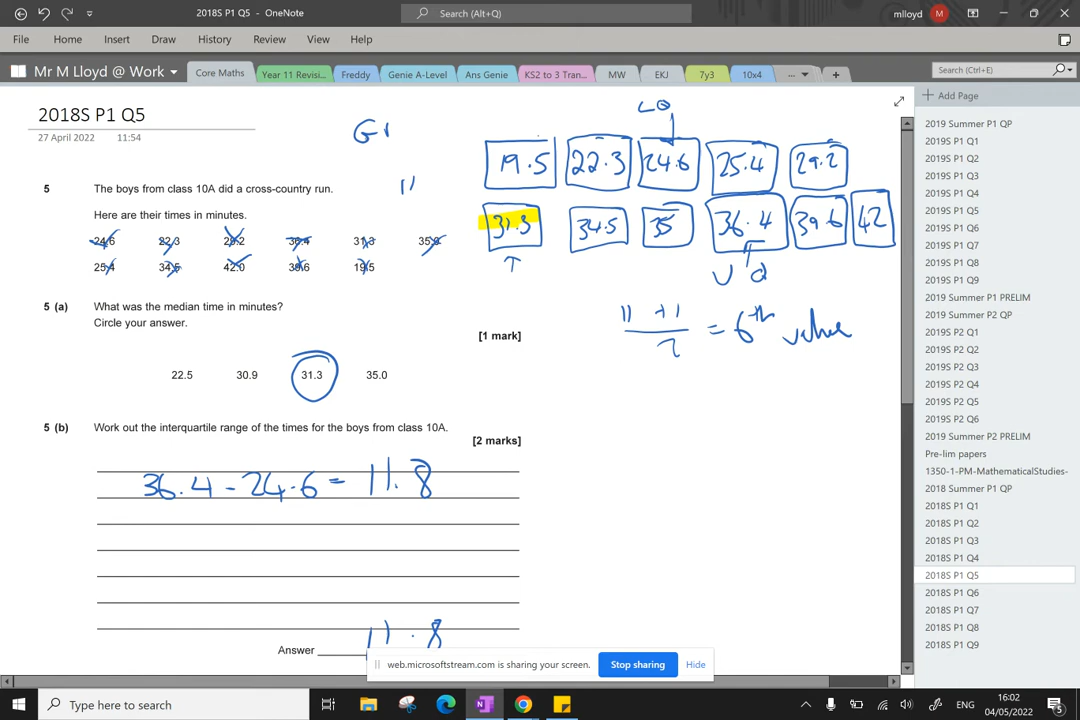 2018S P1 Q5 - OneNote
Search (Alt+Q)
mlloyd M
File Home Insert Draw History Review View Help
Mr M Lloyd @ Work
Core Maths Year 11 Revisi... Freddy Genie A-Level Ans Genie KS2 to 3 Tran... MW EKJ 7y3 10x4 ... +
Search (Ctrl+E)
2018S P1 Q5
27 April 2022 11:54
5 The boys from class 10A did a cross-country run.
Here are their times in minutes.
24.6 22.3 29.2 36.4 31.3 35.0
25.4 34.5 42.0 39.6 19.5
11
5 (a) What was the median time in minutes?
Circle your answer.
[1 mark]
22.5 30.9 31.3 35.0
5 (b) Work out the interquartile range of the times for the boys from class 10A.
[2 marks]
36.4 - 24.6 = 11.8
Answer 11.8
LQ
19.5 22.3 24.6 25.4 29.2
31.3 34.5 35 36.4 39.6 42
UQ
11 + 1
2
= 6th value
Add Page
2019 Summer P1 QP
2019S P1 Q1
2019S P1 Q2
2019S P1 Q3
2019S P1 Q4
2019S P1 Q5
2019S P1 Q6
2019S P1 Q7
2019S P1 Q8
2019S P1 Q9
2019 Summer P1 PRELIM
2019 Summer P2 QP
2019S P2 Q1
2019S P2 Q2
2019S P2 Q3
2019S P2 Q4
2019S P2 Q5
2019S P2 Q6
2019 Summer P2 PRELIM
Pre-lim papers
1350-1-PM-MathematicalStudies-
2018 Summer P1 QP
2018S P1 Q1
2018S P1 Q2
2018S P1 Q3
2018S P1 Q4
2018S P1 Q5
2018S P1 Q6
2018S P1 Q7
2018S P1 Q8
2018S P1 Q9
web.microsoftstream.com is sharing your screen.
Stop sharing
Hide
Type here to search
ENG
16:02
04/05/2022
5